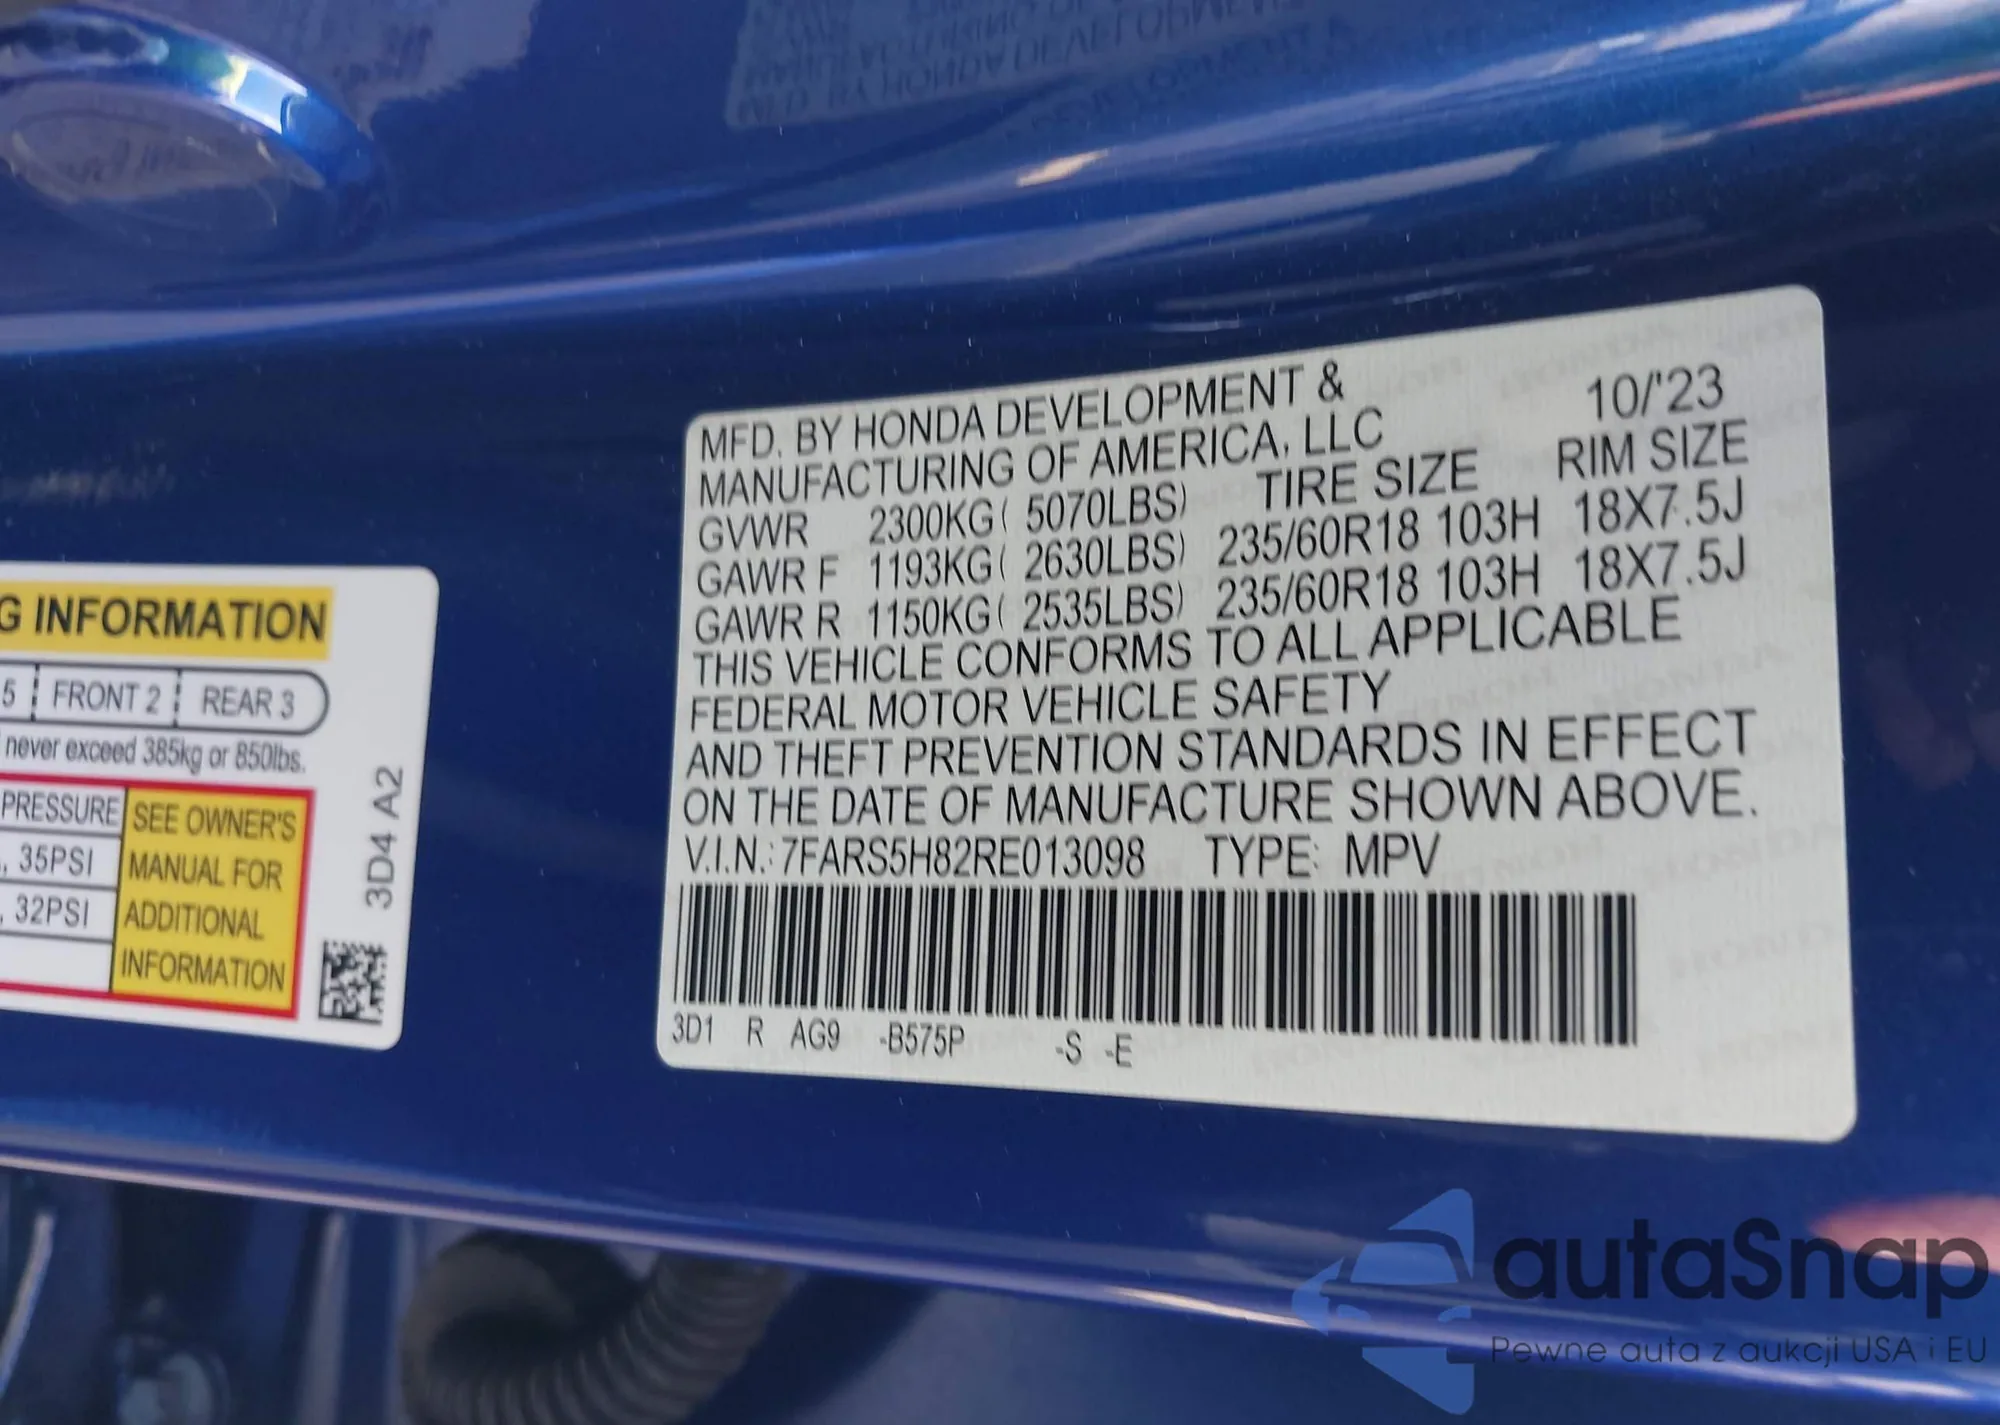 G INFORMATION
5 FRONT 2 REAR 3
never exceed 385kg or 850lbs.
PRESSURE
, 35PSI
, 32PSI
SEE OWNER'S
MANUAL FOR
ADDITIONAL
INFORMATION
3D4 A2
MFD. BY HONDA DEVELOPMENT & 10/'23
MANUFACTURING OF AMERICA, LLC
TIRE SIZE RIM SIZE
GVWR 2300KG( 5070LBS)
GAWR F 1193KG( 2630LBS) 235/60R18 103H 18X7.5J
GAWR R 1150KG( 2535LBS) 235/60R18 103H 18X7.5J
THIS VEHICLE CONFORMS TO ALL APPLICABLE
FEDERAL MOTOR VEHICLE SAFETY
AND THEFT PREVENTION STANDARDS IN EFFECT
ON THE DATE OF MANUFACTURE SHOWN ABOVE.
V.I.N.: 7FARS5H82RE013098 TYPE: MPV
3D1 R AG9 -B575P -S -E
autaSnap
Pewne auta z aukcji USA i EU